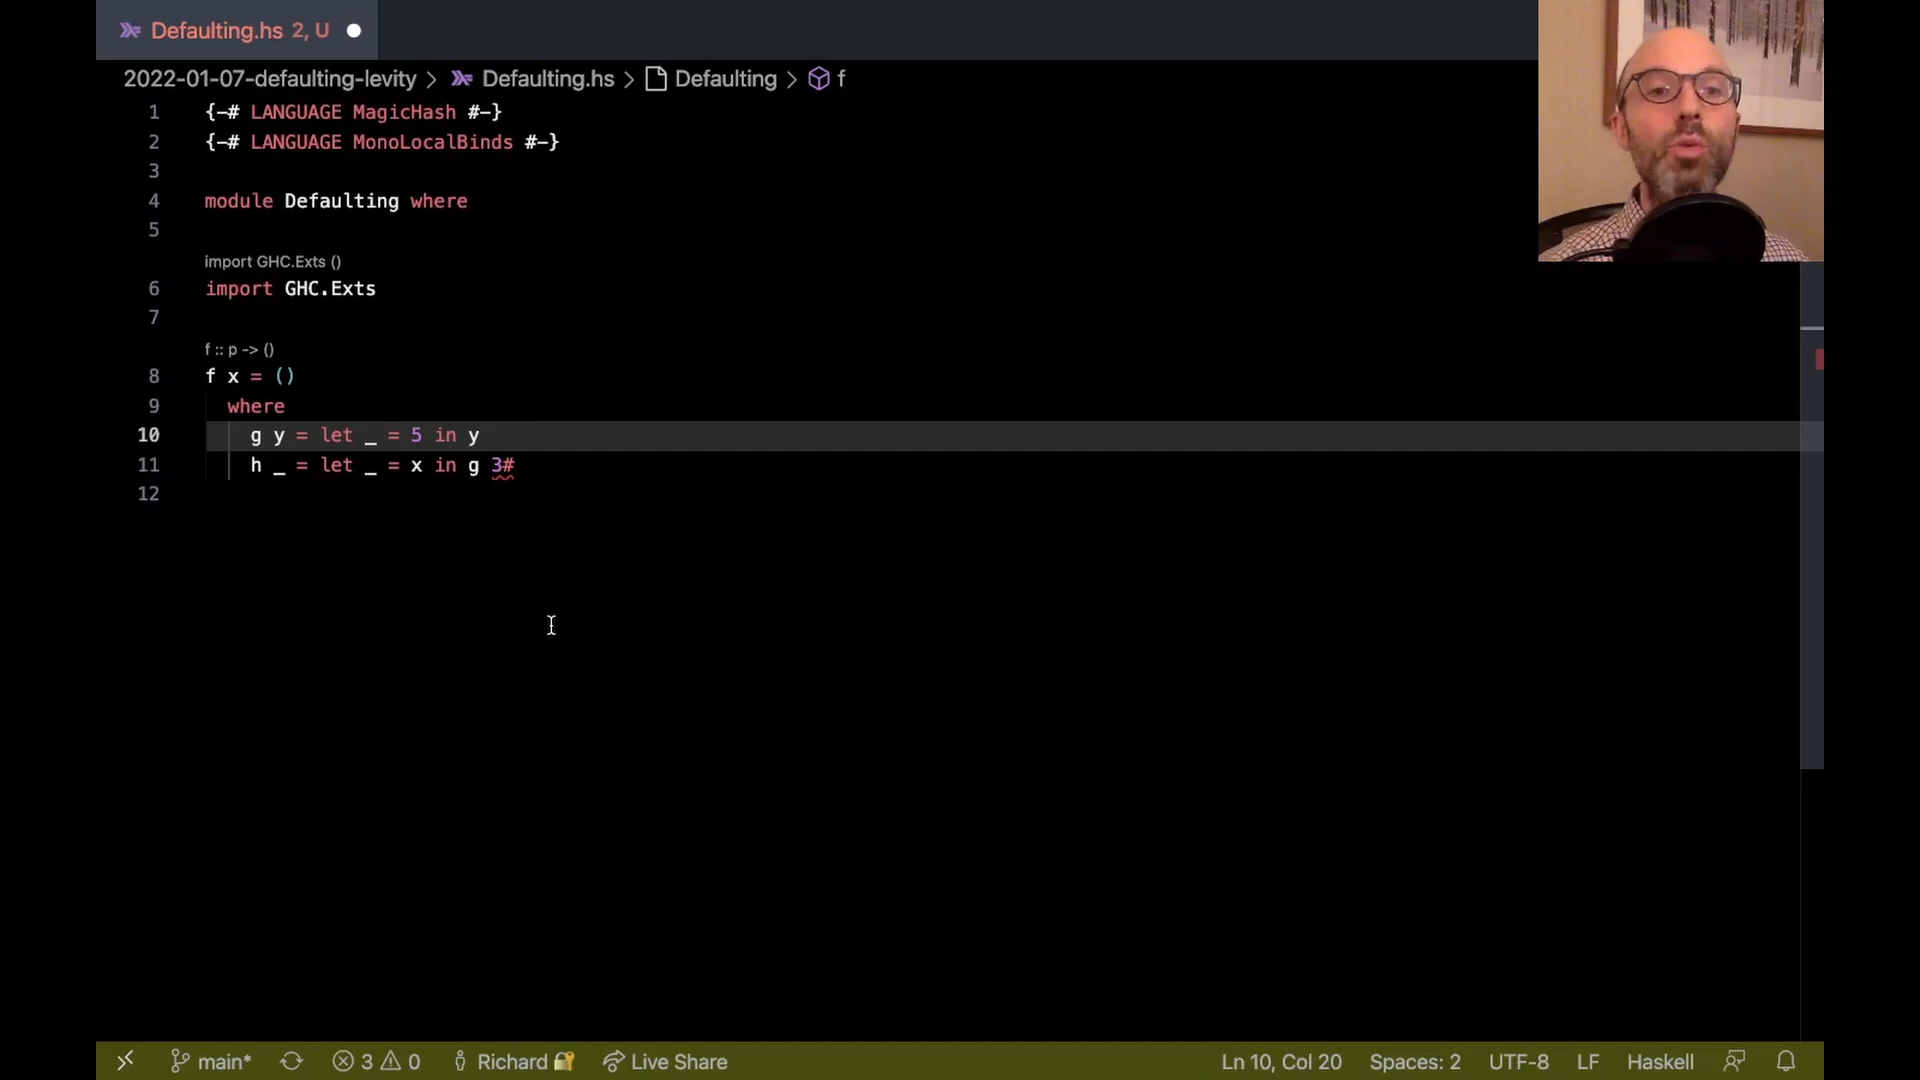 Defaulting.hs 2, U
2022-01-07-defaulting-levity > Defaulting.hs > Defaulting > f
1 {-# LANGUAGE MagicHash #-}
2 {-# LANGUAGE MonoLocalBinds #-}
3
4 module Defaulting where
5
import GHC.Exts ()
6 import GHC.Exts
7
f :: p -> ()
8 f x = ()
9 where
10 g y = let _ = 5 in y
11 h _ = let _ = x in g 3#
12
main* 3 0 Richard Live Share Ln 10, Col 20 Spaces: 2 UTF-8 LF Haskell